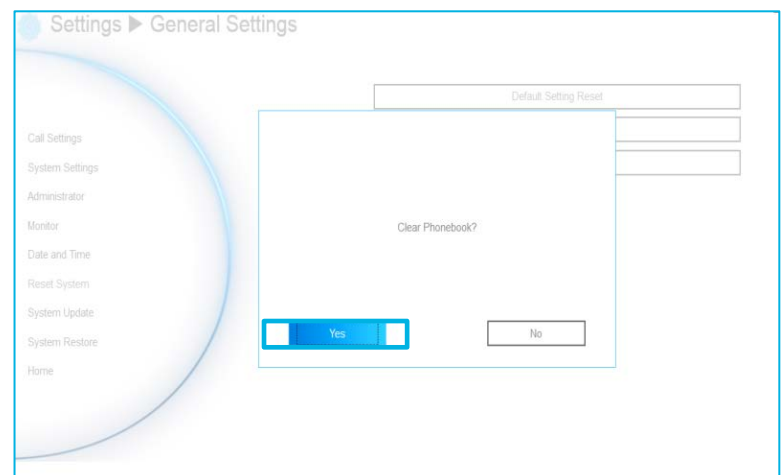 Settings ▶ General Settings
Default Setting Reset
Call Settings
System Settings
Administrator
Monitor
Date and Time
Reset System
System Update
System Restore
Home
Clear Phonebook?
Yes
No